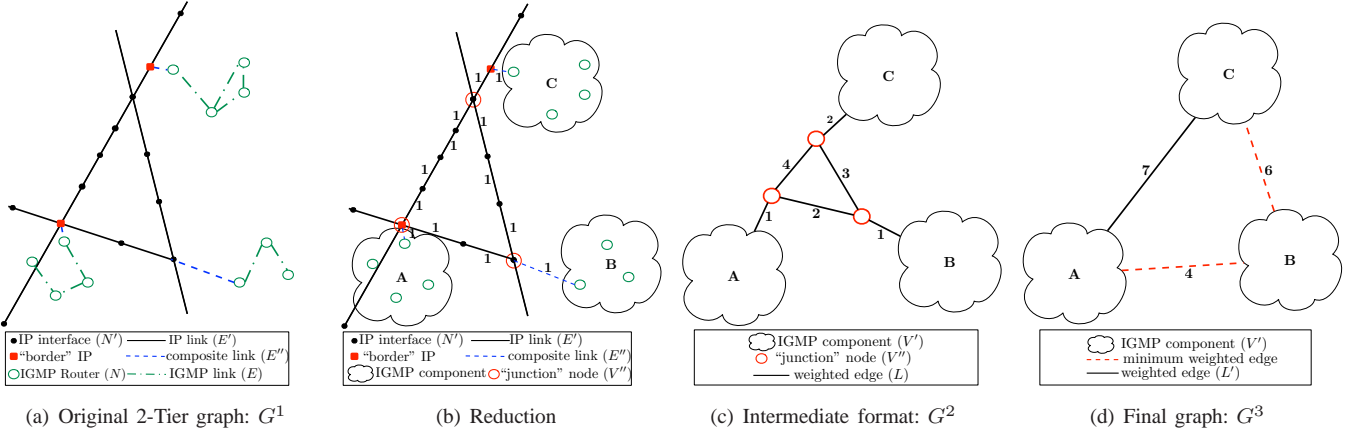 IP interface (N′) IP link (E′)
"border" IP composite link (E″)
IGMP Router (N) IGMP link (E)
(a) Original 2-Tier graph: G¹
C
1 1
1 1
1
1
1 1
1
1 1 1
1 1
A
B
IP interface (N′) IP link (E′)
"border" IP composite link (E″)
IGMP component "junction" node (V″)
(b) Reduction
C
2
4 3
1 2 1
A
B
IGMP component (V′)
"junction" node (V″)
weighted edge (L)
(c) Intermediate format: G²
C
7 6
A
4
B
IGMP component (V′)
minimum weighted edge
weighted edge (L′)
(d) Final graph: G³